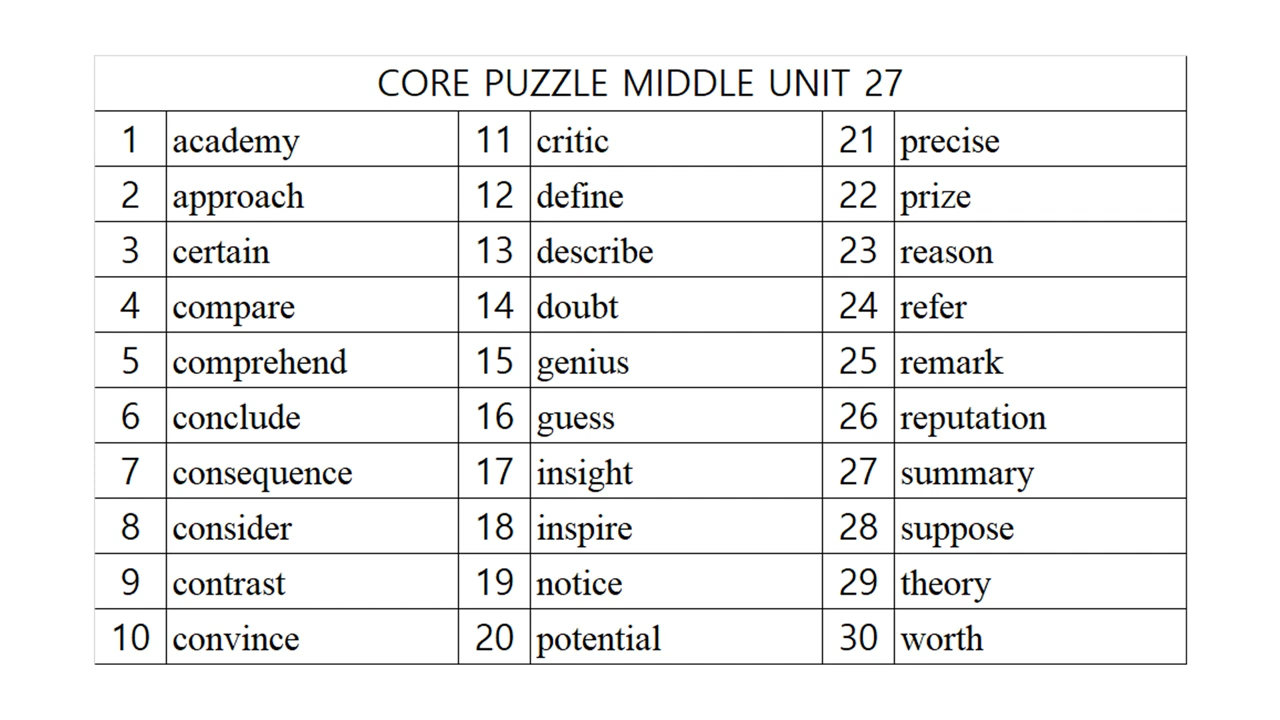 CORE PUZZLE MIDDLE UNIT 27
1 academy 11 critic 21 precise
2 approach 12 define 22 prize
3 certain 13 describe 23 reason
4 compare 14 doubt 24 refer
5 comprehend 15 genius 25 remark
6 conclude 16 guess 26 reputation
7 consequence 17 insight 27 summary
8 consider 18 inspire 28 suppose
9 contrast 19 notice 29 theory
10 convince 20 potential 30 worth